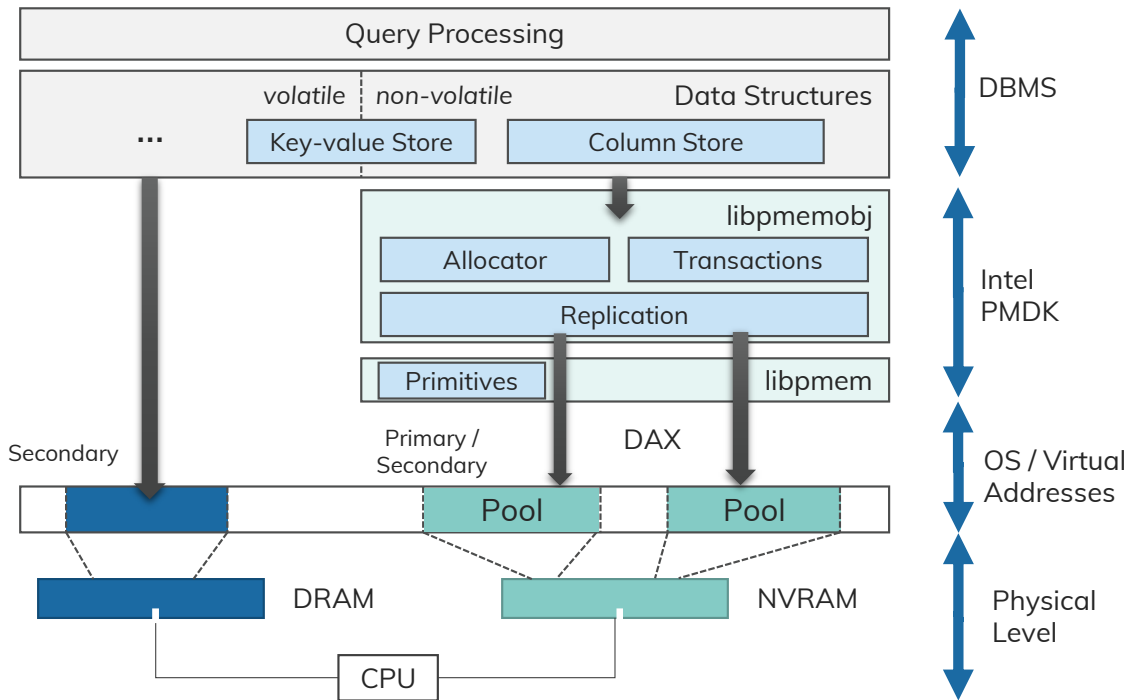 Query Processing
DBMS
volatile non-volatile Data Structures
... Key-value Store Column Store
libpmemobj
Allocator Transactions
Intel
PMDK
Replication
Primitives libpmem
Secondary
Primary /
Secondary
DAX
OS / Virtual
Addresses
Pool Pool
DRAM NVRAM
Physical
Level
CPU